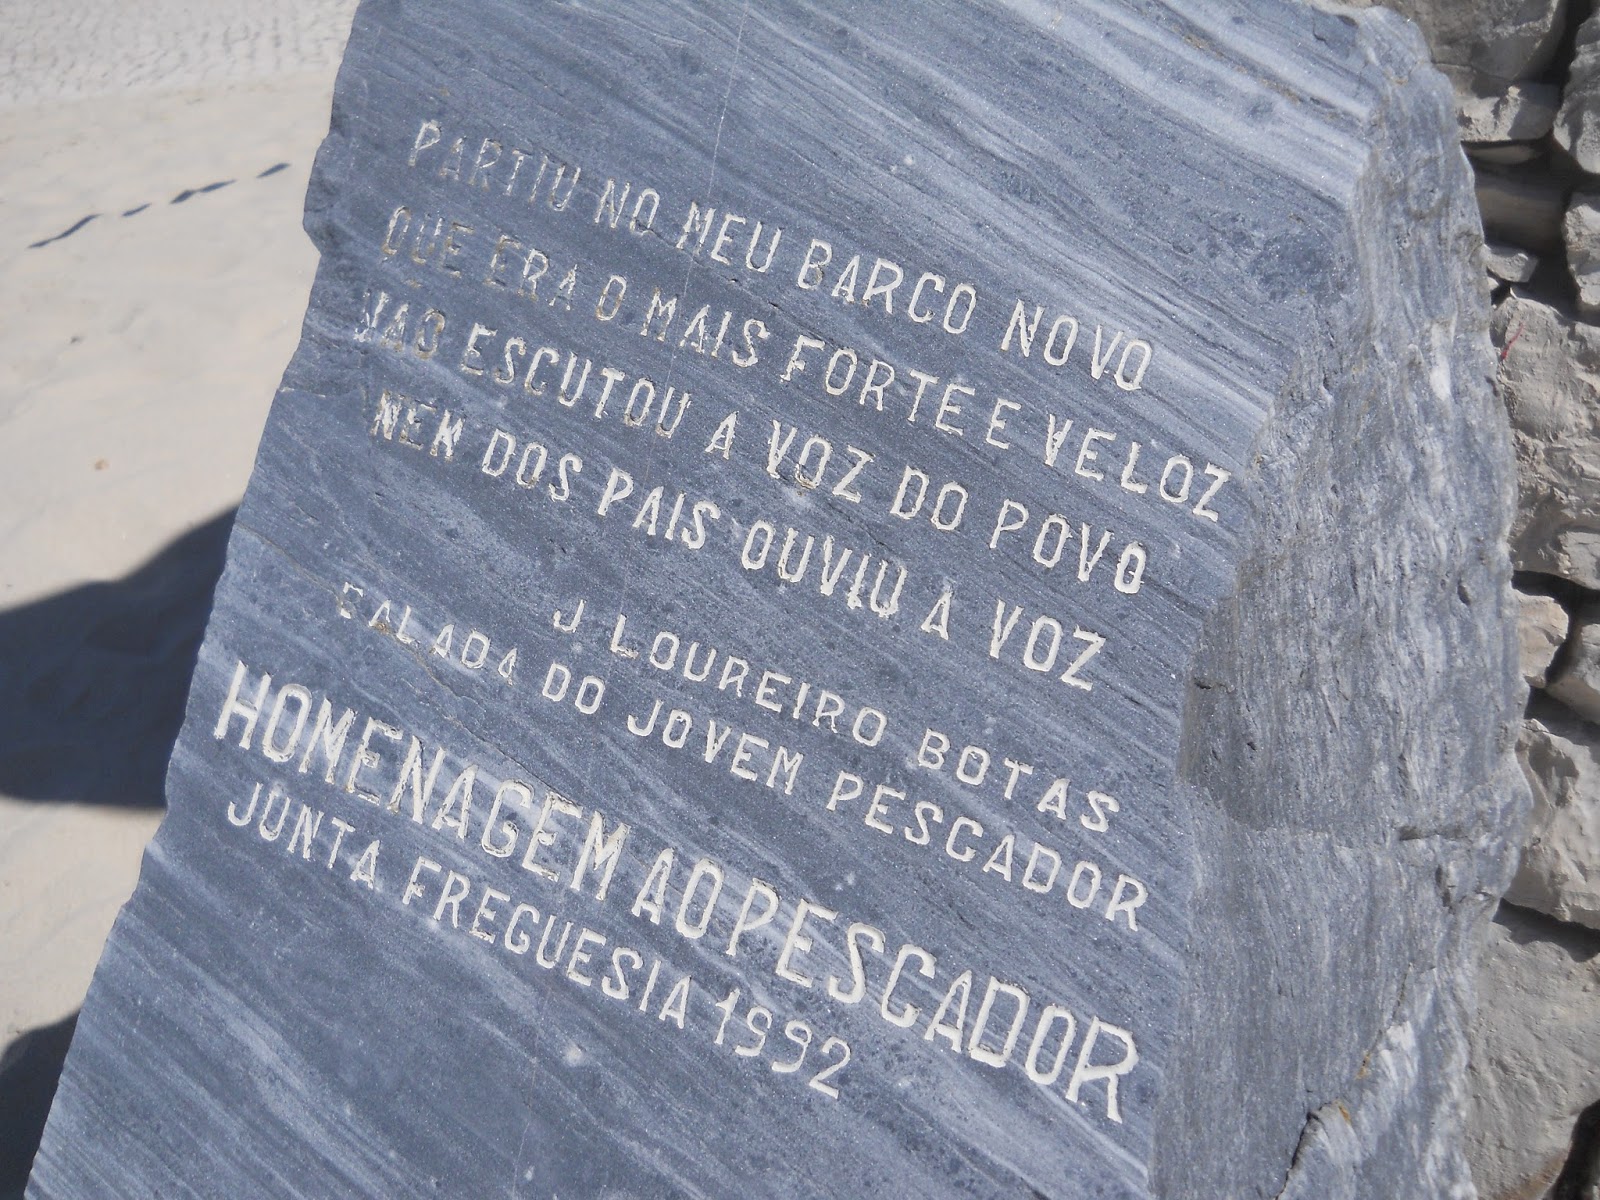 PARTIU NO MEU BARCO NOVO
QUE ERA O MAIS FORTE E VELOZ
NAO ESCUTOU A VOZ DO POVO
NEM DOS PAIS OUVIU A VOZ
J LOUREIRO BOTAS
BALADA DO JOVEM PESCADOR
HOMENAGEM AO PESCADOR
JUNTA FREGUESIA 1992